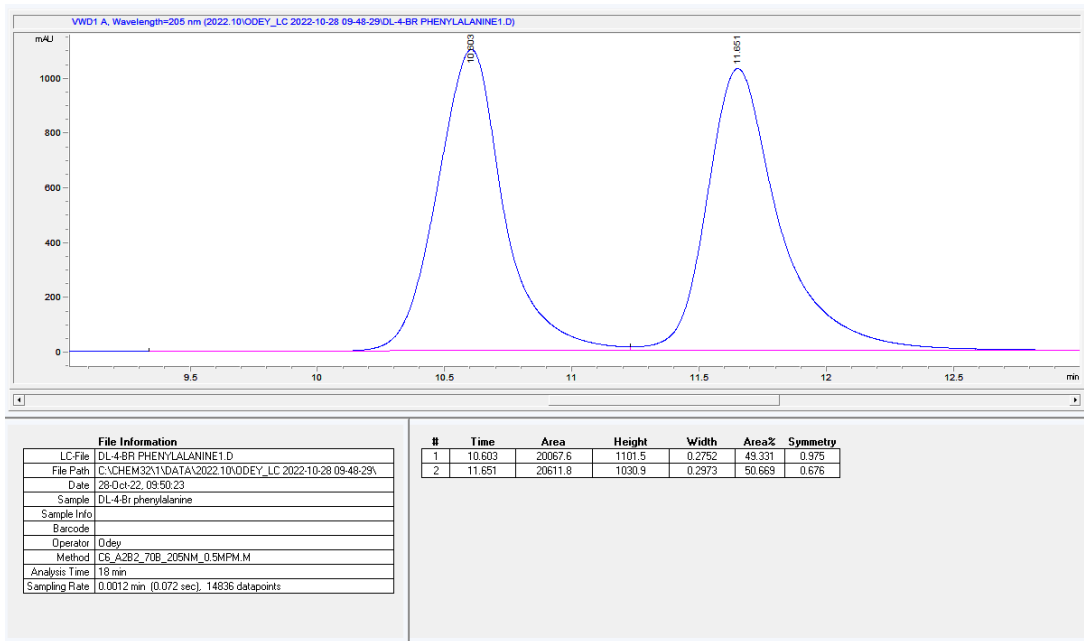 VWD1 A, Wavelength=205 nm (2022.10\ODEY_LC 2022-10-28 09-48-29\DL-4-BR PHENYLALANINE1.D)
mAU
1000
800
600
400
200
0
10.603
11.651
9.5 10 10.5 11 11.5 12 12.5 min
File Information
LC-File DL-4-BR PHENYLALANINE1.D
File Path C:\CHEM32\1\DATA\2022.10\ODEY_LC 2022-10-28 09-48-29\
Date 28-Oct-22, 09:50:23
Sample DL-4-Br phenylalanine
Sample Info
Barcode
Operator Odey
Method C6_A2B2_70B_205NM_0.5MPM.M
Analysis Time 18 min
Sampling Rate 0.0012 min (0.072 sec), 14836 datapoints
# Time Area Height Width Area% Symmetry
1 10.603 20067.6 1101.5 0.2752 49.331 0.975
2 11.651 20611.8 1030.9 0.2973 50.669 0.676